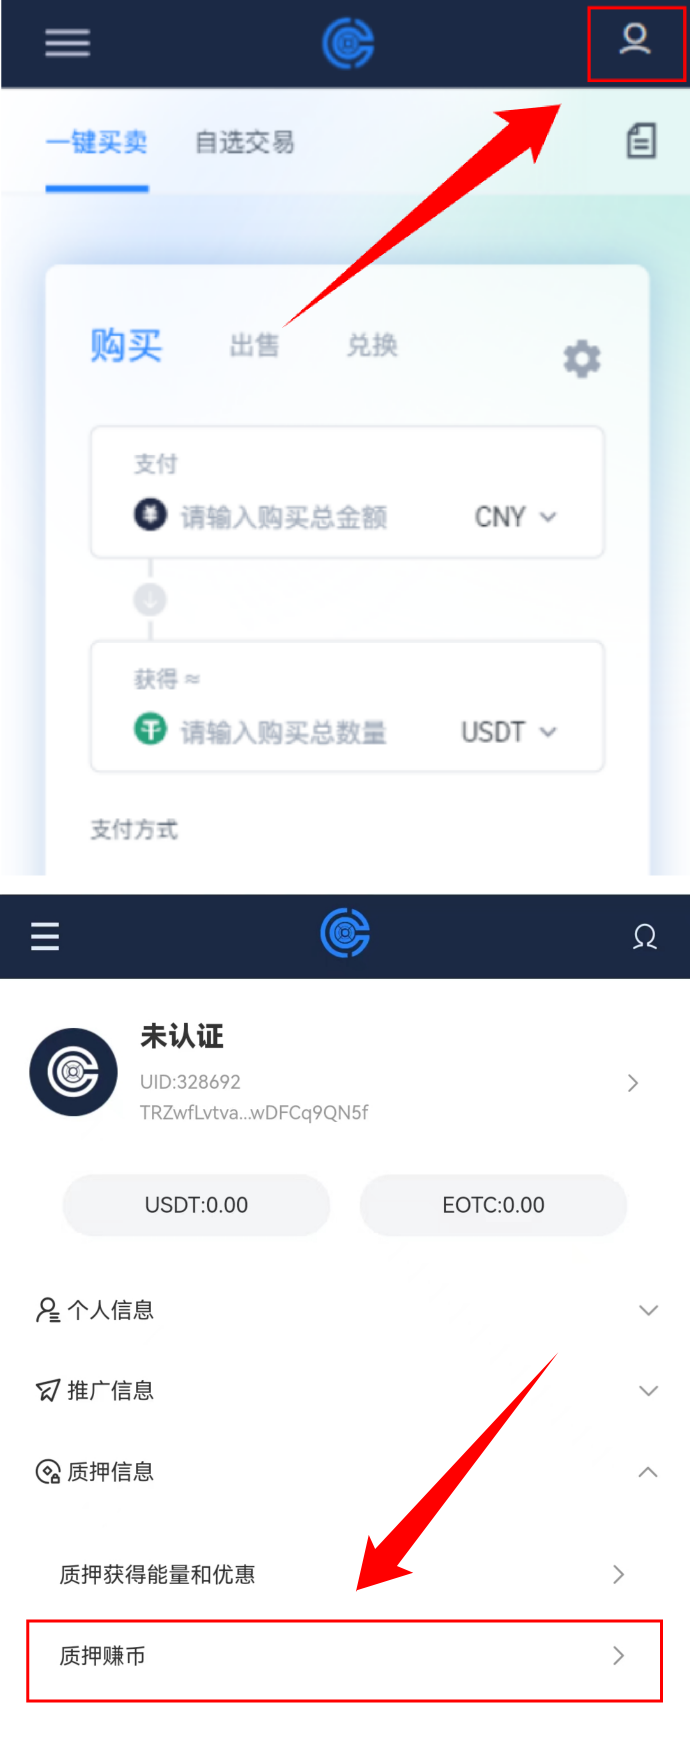 一键买卖 自选交易
购买 出售 兑换
支付
请输入购买总金额 CNY
获得 ≈
请输入购买总数量 USDT
支付方式
未认证
UID:328692
TRZwfLvtva...wDFCq9QN5f
USDT:0.00 EOTC:0.00
个人信息
推广信息
质押信息
质押获得能量和优惠
质押赚币